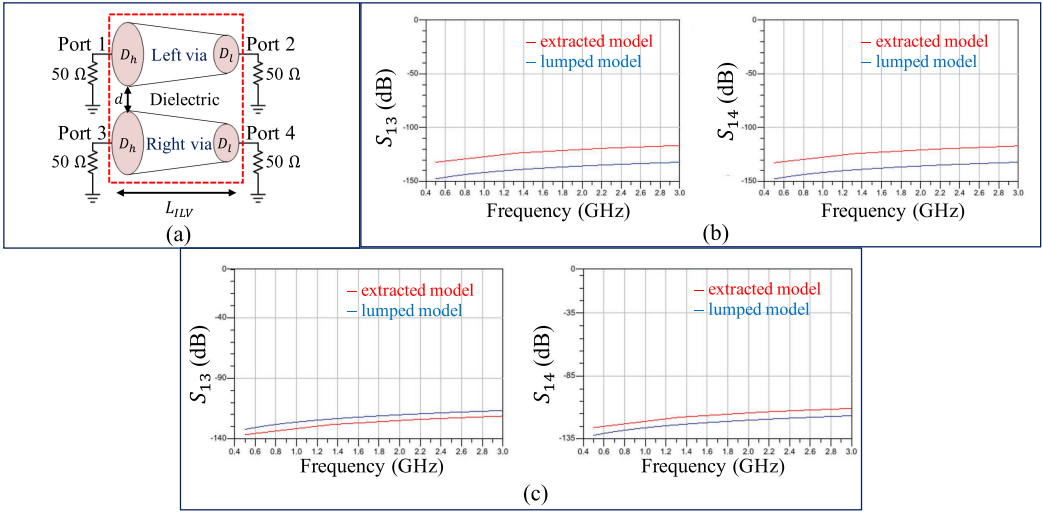 Port 1
Port 2
D_h
Left via
D_l
50 Ω
50 Ω
d
Dielectric
Port 3
Port 4
D_h
Right via
D_l
50 Ω
50 Ω
L_ILV
(a)
S_13 (dB)
0
-50
-100
-150
extracted model
lumped model
0.4 0.6 0.8 1.0 1.2 1.4 1.6 1.8 2.0 2.2 2.4 2.6 2.8 3.0
Frequency (GHz)
S_14 (dB)
0
-50
-100
-150
extracted model
lumped model
0.4 0.6 0.8 1.0 1.2 1.4 1.6 1.8 2.0 2.2 2.4 2.6 2.8 3.0
Frequency (GHz)
(b)
S_13 (dB)
0
-40
-90
-140
extracted model
lumped model
0.4 0.6 0.8 1.0 1.2 1.4 1.6 1.8 2.0 2.2 2.4 2.6 2.8 3.0
Frequency (GHz)
S_14 (dB)
0
-35
-85
-135
extracted model
lumped model
0.4 0.6 0.8 1.0 1.2 1.4 1.6 1.8 2.0 2.2 2.4 2.6 2.8 3.0
Frequency (GHz)
(c)